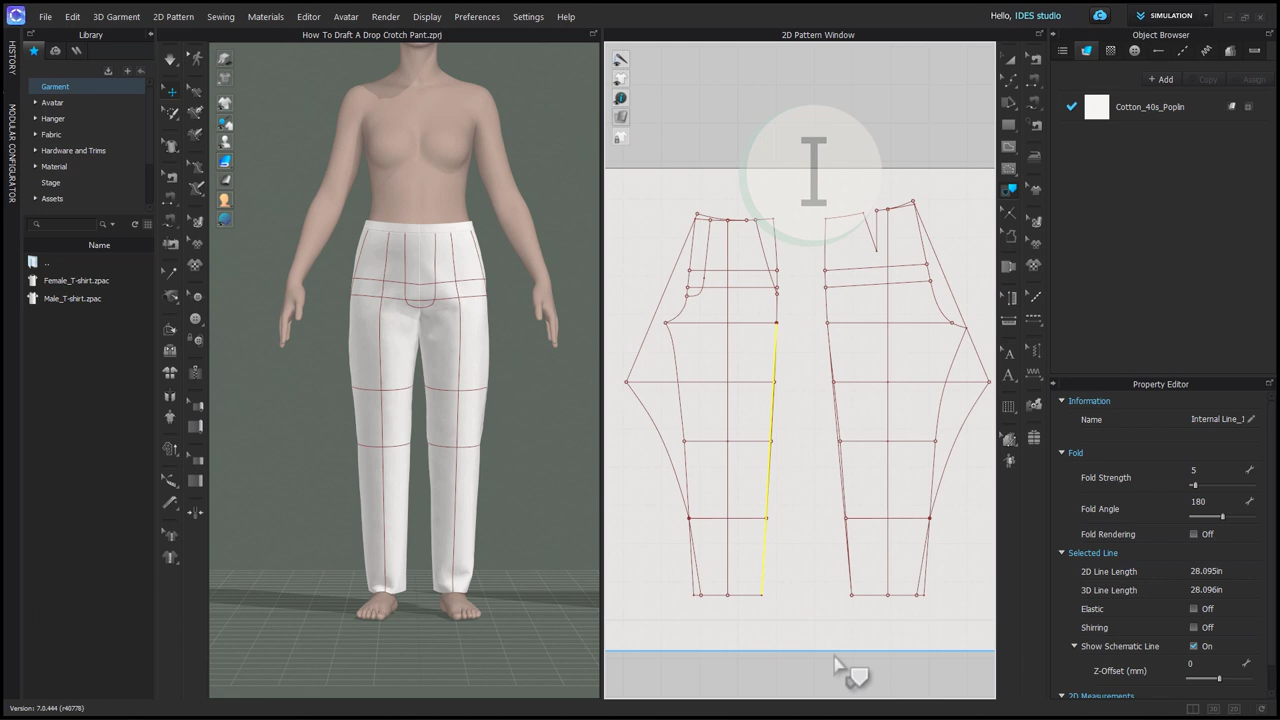 File Edit 3D Garment 2D Pattern Sewing Materials Editor Avatar Render Display Preferences Settings Help
Hello, IDES studio
SIMULATION
HISTORY
MODULAR CONFIGURATOR
Library
How To Draft A Drop Crotch Pant.zprj
2D Pattern Window
Object Browser
Garment
Avatar
Hanger
Fabric
Hardware and Trims
Material
Stage
Assets
Name
..
Female_T-shirt.zpac
Male_T-shirt.zpac
I
+ Add Copy Assign
Cotton_40s_Poplin
Property Editor
Information
Name Internal Line_1
Fold
Fold Strength 5
Fold Angle 180
Fold Rendering Off
Selected Line
2D Line Length 28.095in
3D Line Length 28.096in
Elastic Off
Shirring Off
Show Schematic Line On
Z-Offset (mm) 0
2D Measurements
Version: 7.0.444 (r40778)
3D 2D